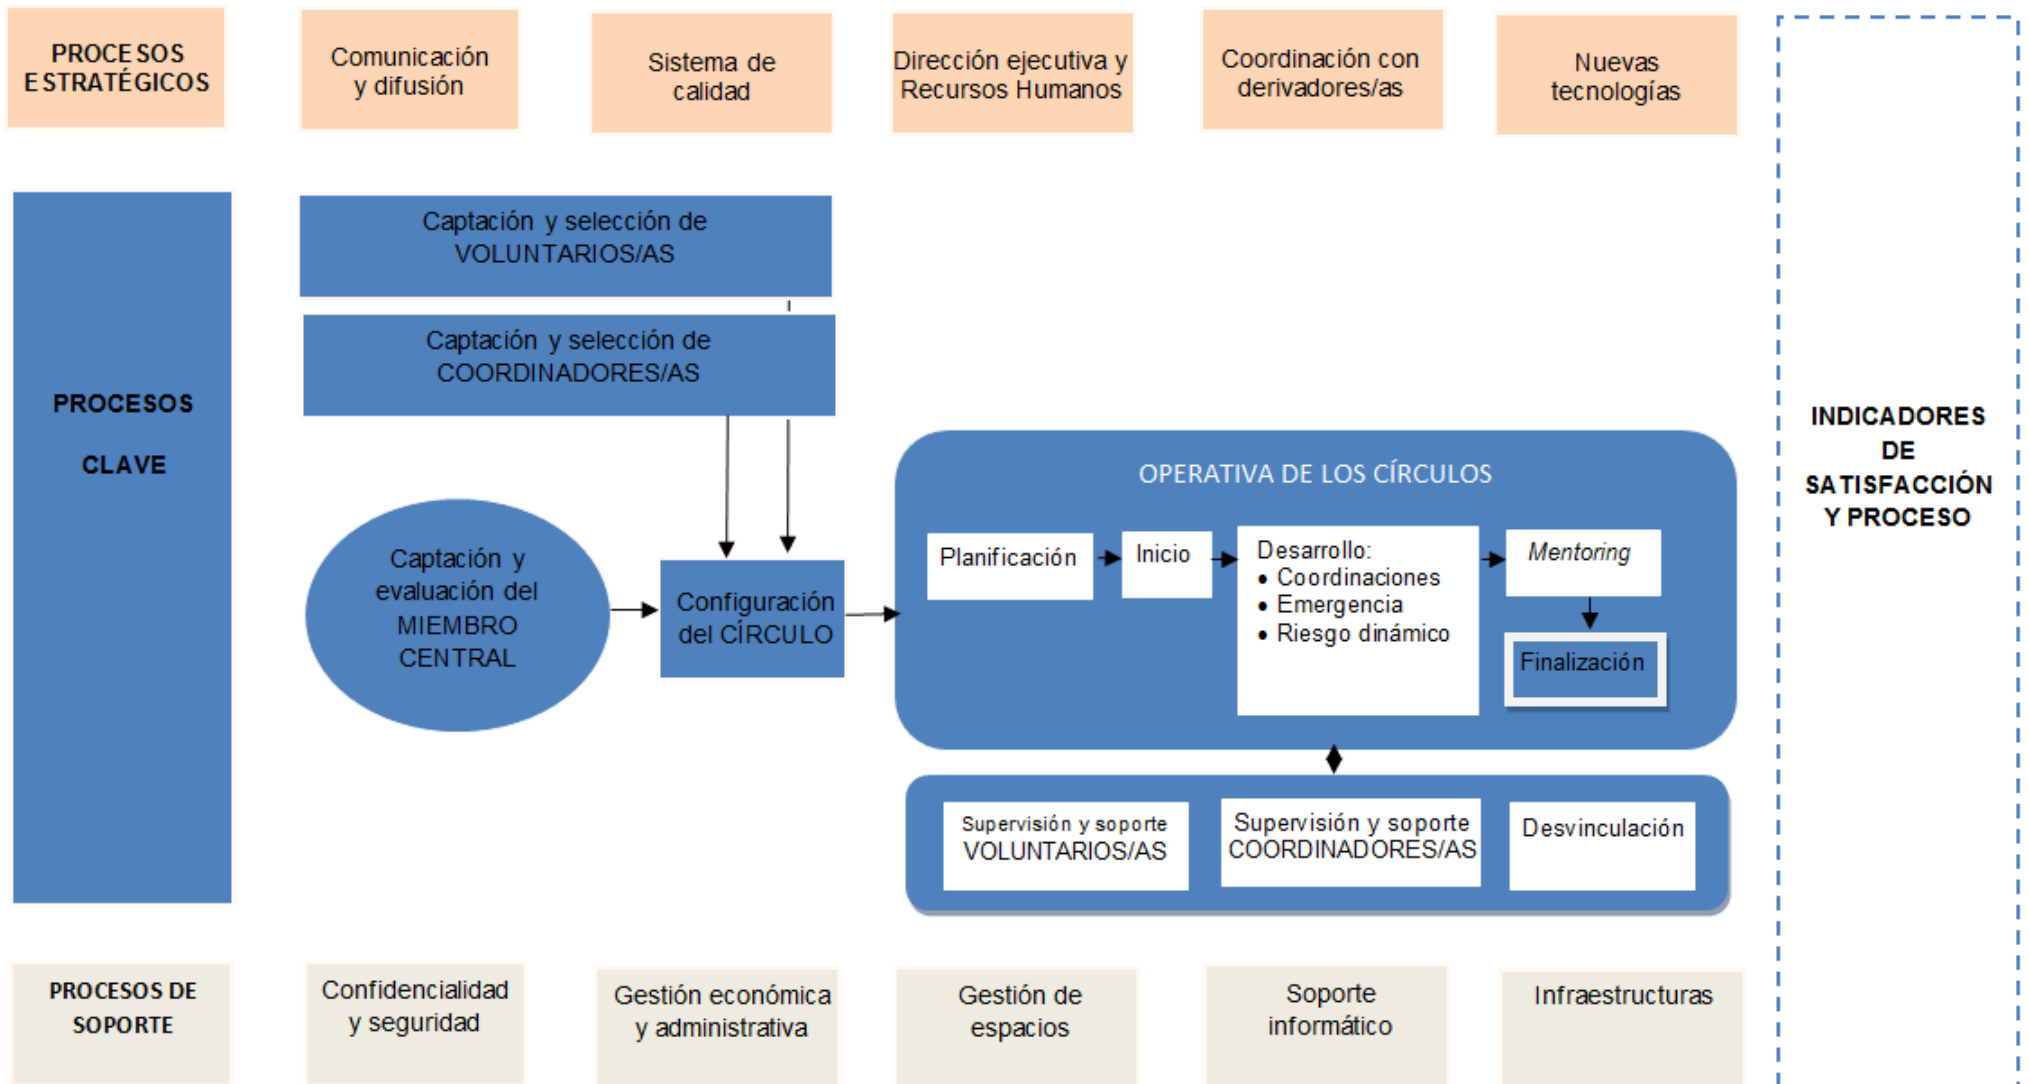 PROCESOS
ESTRATÉGICOS
Comunicación
y difusión
Sistema de
calidad
Dirección ejecutiva y
Recursos Humanos
Coordinación con
derivadores/as
Nuevas
tecnologías
PROCESOS
CLAVE
Captación y selección de
VOLUNTARIOS/AS
Captación y selección de
COORDINADORES/AS
Captación y
evaluación del
MIEMBRO
CENTRAL
Configuración
del CÍRCULO
OPERATIVA DE LOS CÍRCULOS
Planificación
Inicio
Desarrollo:
• Coordinaciones
• Emergencia
• Riesgo dinámico
Mentoring
Finalización
Supervisión y soporte
VOLUNTARIOS/AS
Supervisión y soporte
COORDINADORES/AS
Desvinculación
INDICADORES
DE
SATISFACCIÓN
Y PROCESO
PROCESOS DE
SOPORTE
Confidencialidad
y seguridad
Gestión económica
y administrativa
Gestión de
espacios
Soporte
informático
Infraestructuras